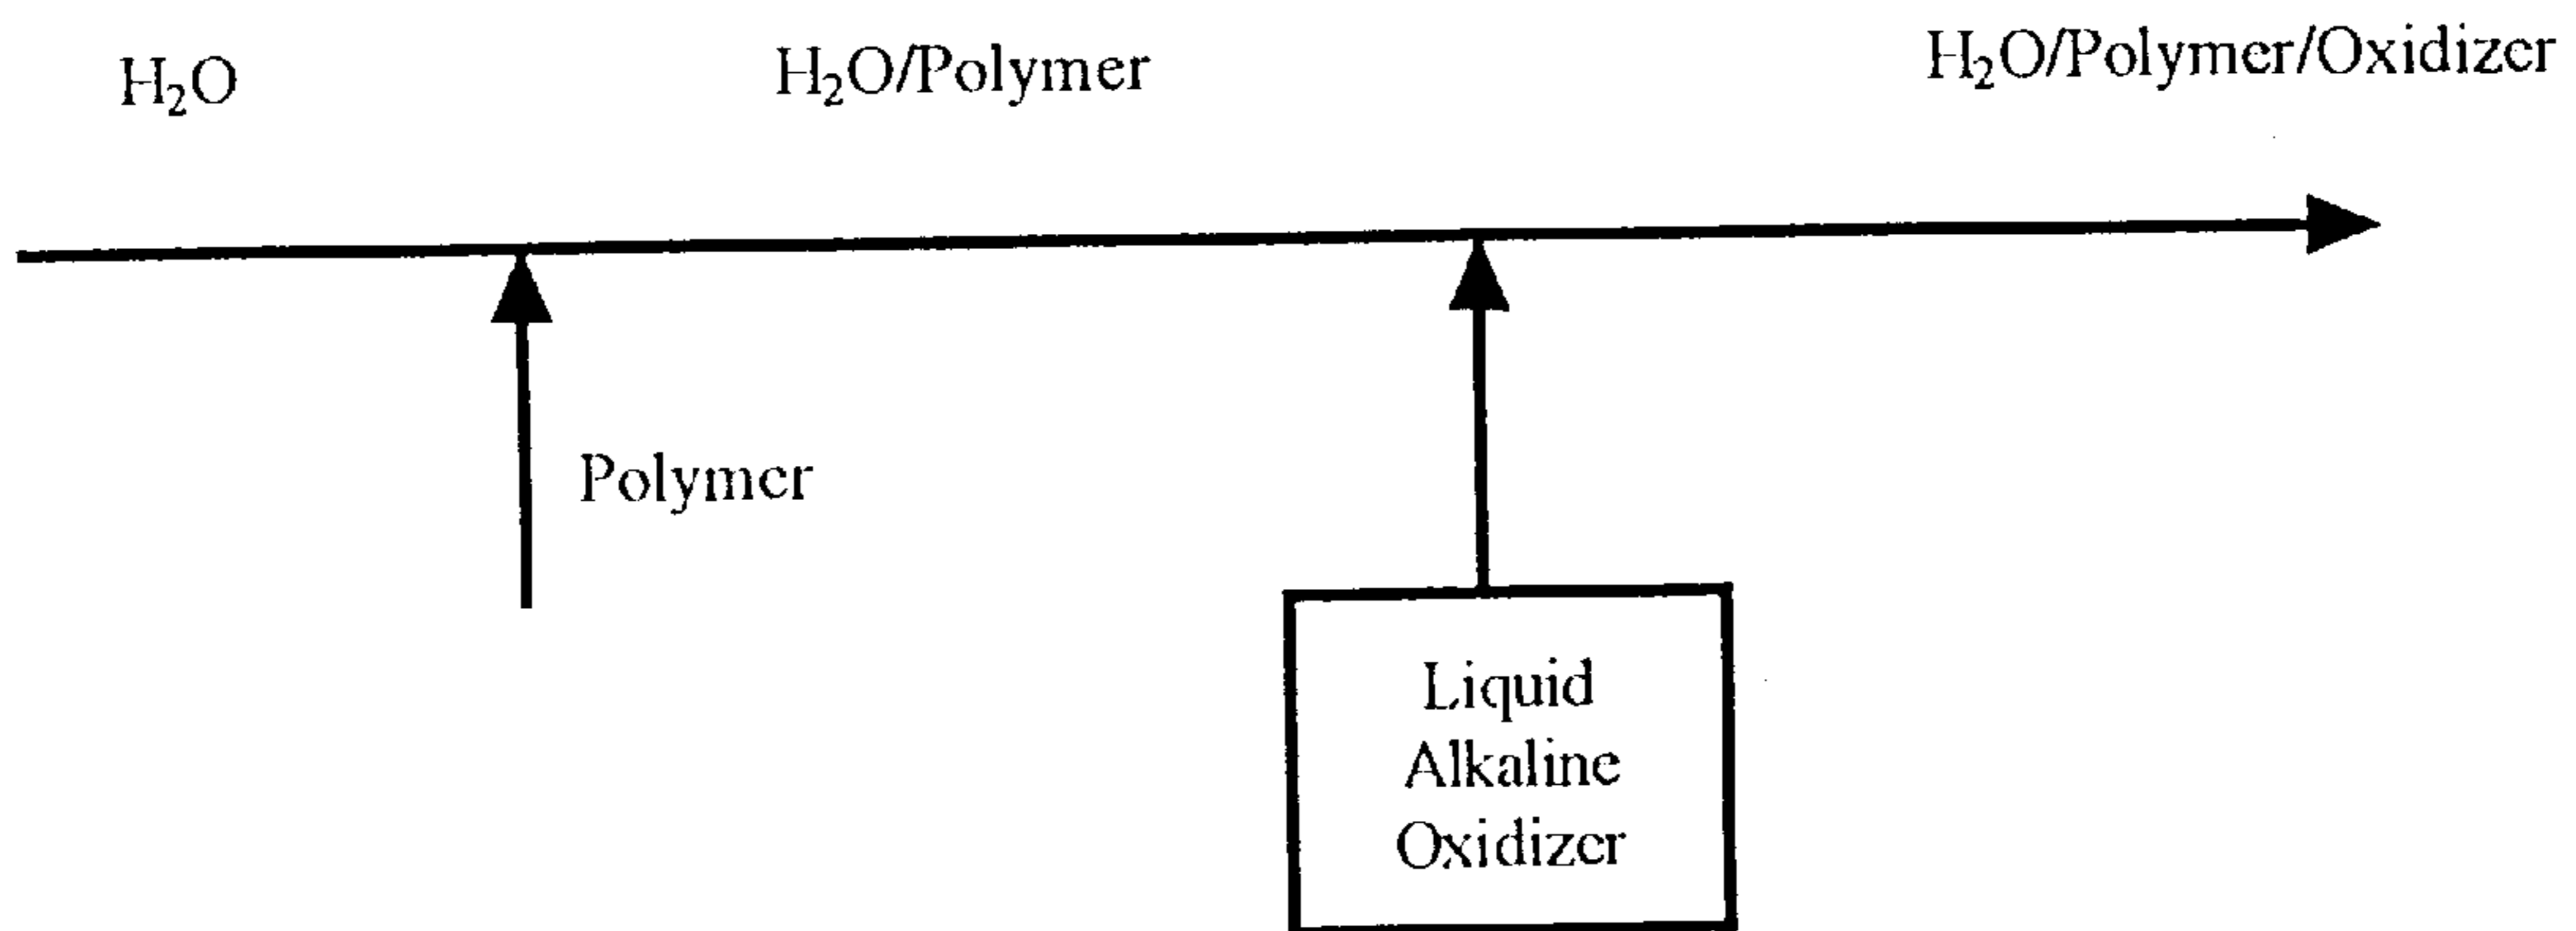 H₂O
H₂O/Polymer
H₂O/Polymer/Oxidizer
Polymer
Liquid
Alkaline
Oxidizer